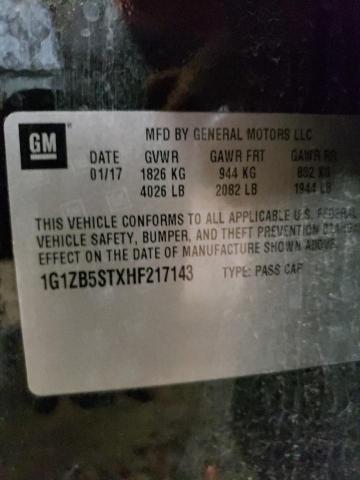 GM
MFD BY GENERAL MOTORS LLC
DATE GVWR GAWR FRT GAWR RR
01/17 1826 KG 944 KG 882 KG
4026 LB 2082 LB 1944 LB
THIS VEHICLE CONFORMS TO ALL APPLICABLE U.S. FEDERAL
VEHICLE SAFETY, BUMPER, AND THEFT PREVENTION STANDARDS
EFFECT ON THE DATE OF MANUFACTURE SHOWN ABOVE.
1G1ZB5STXHF217143 TYPE: PASS CAR